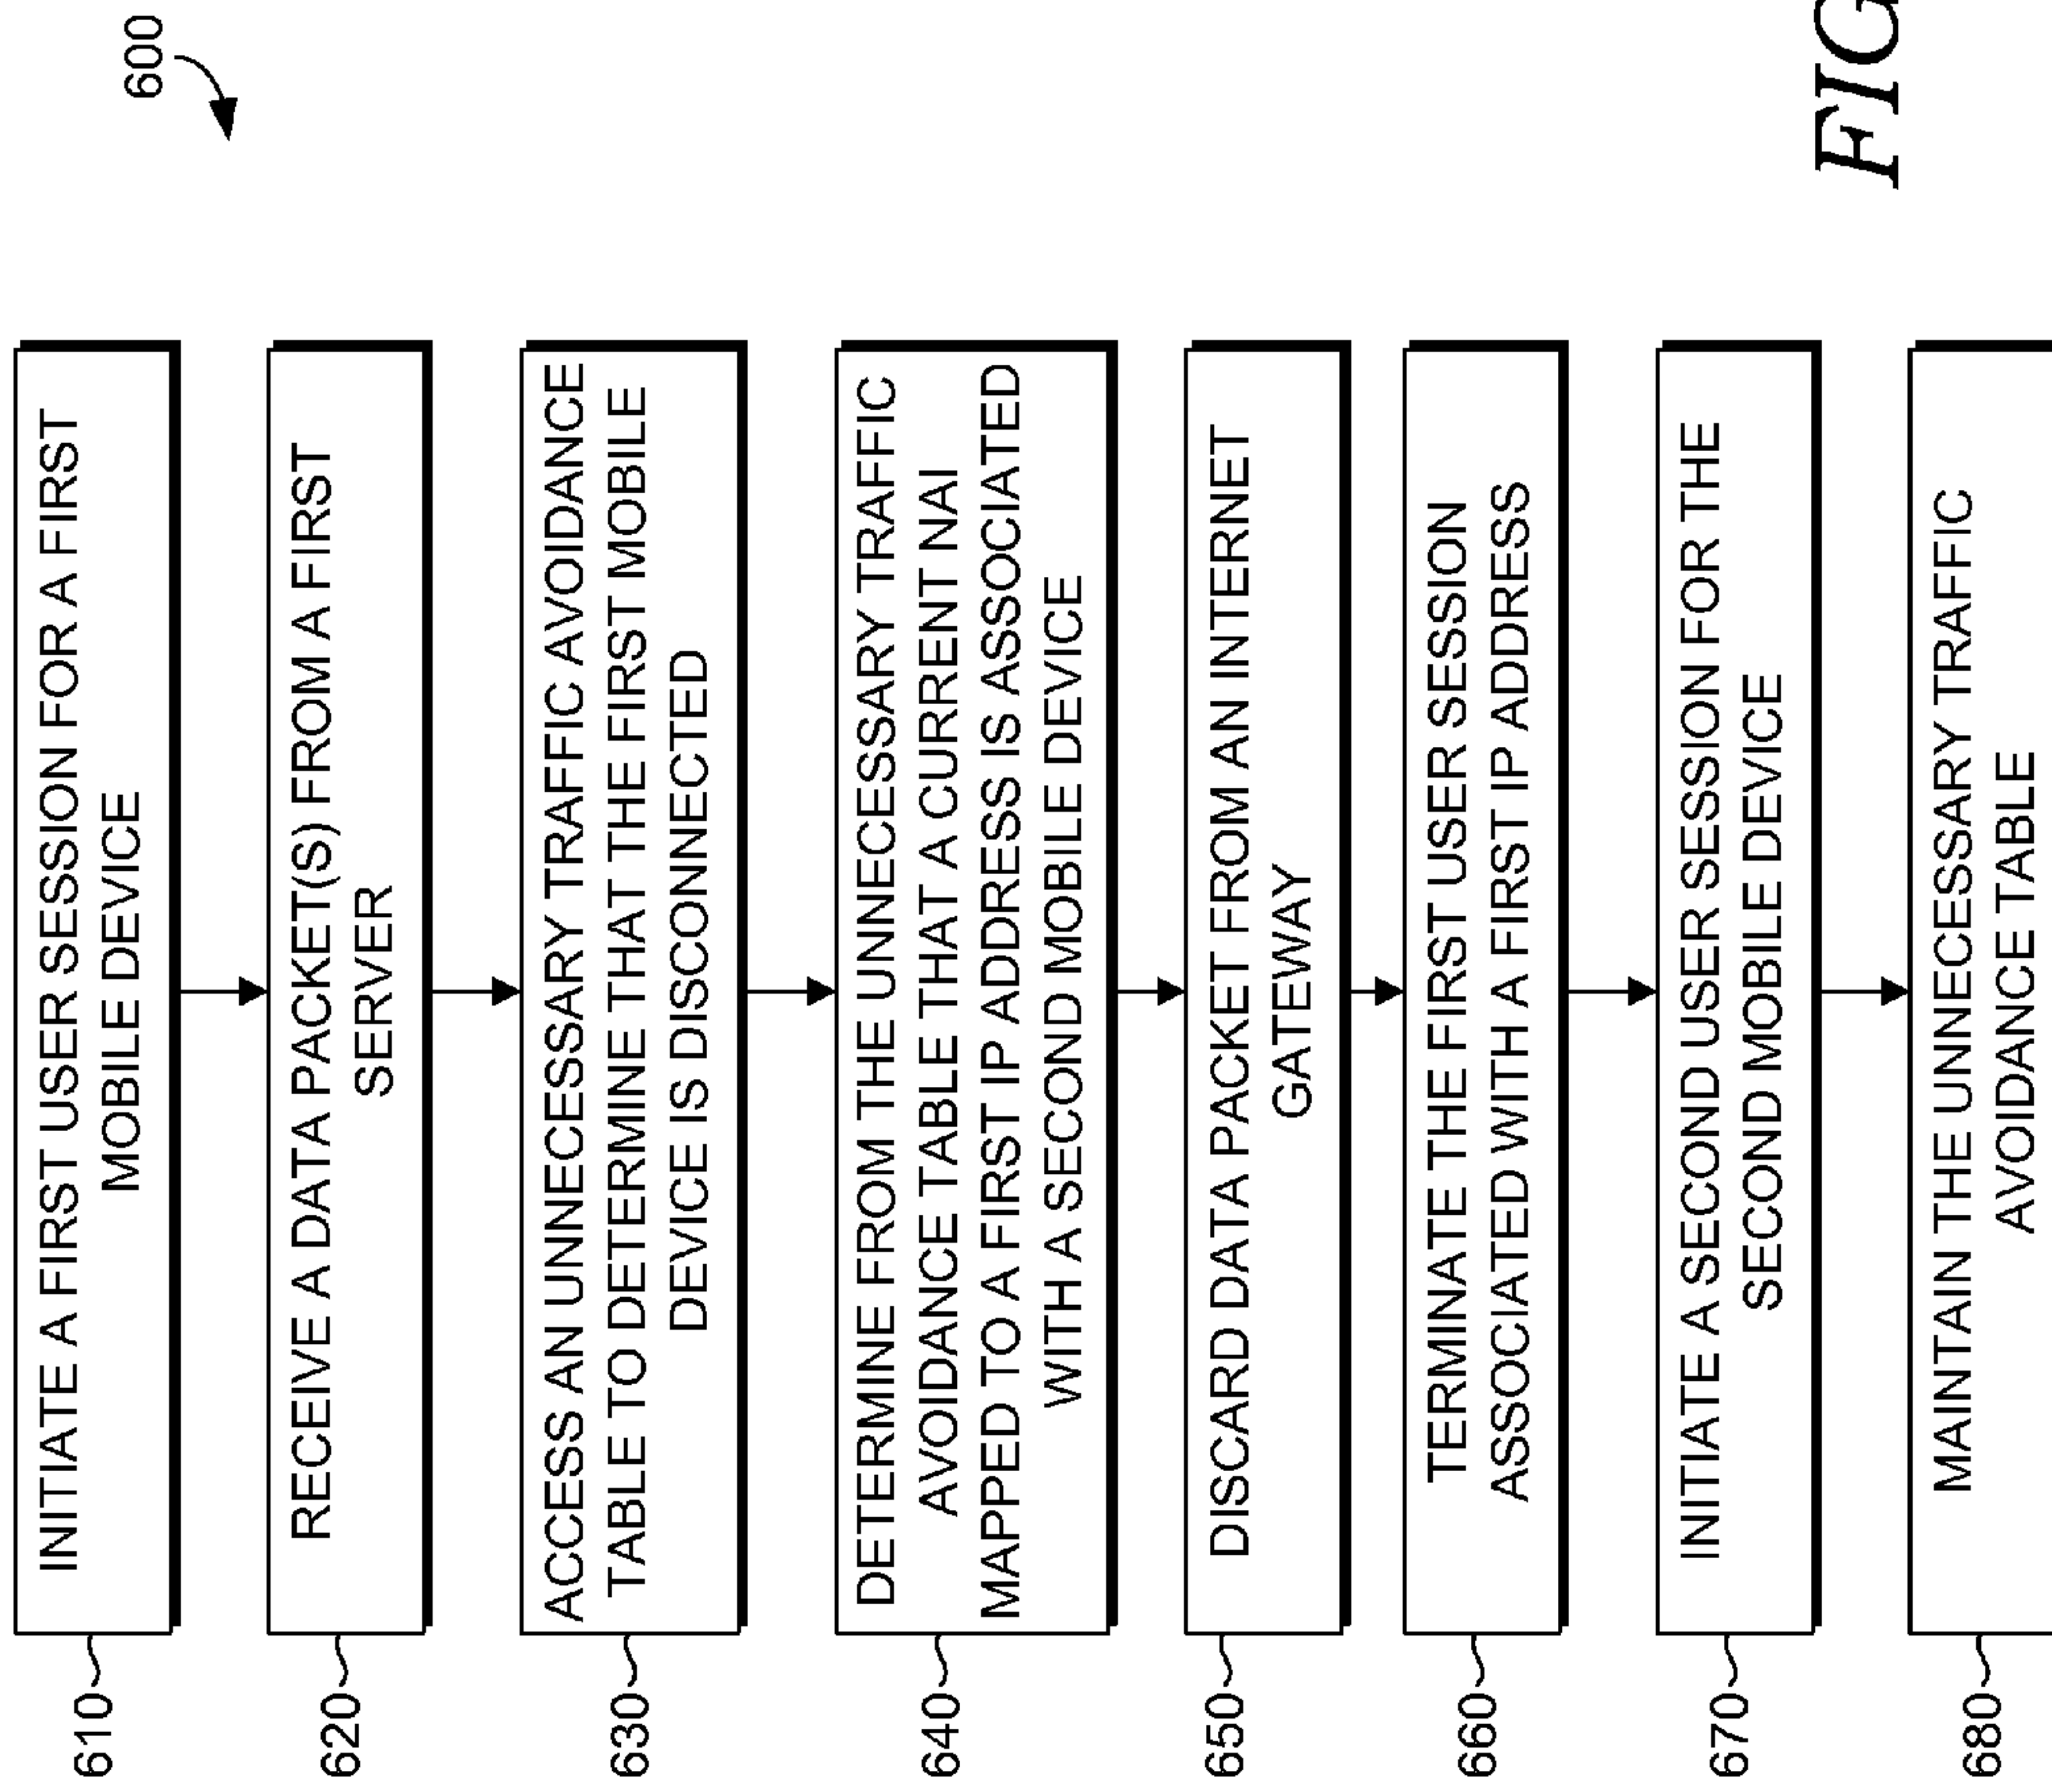 600
610
INITIATE A FIRST USER SESSION FOR A FIRST
MOBILE DEVICE
620
RECEIVE A DATA PACKET(S) FROM A FIRST
SERVER
630
ACCESS AN UNNECESSARY TRAFFIC AVOIDANCE
TABLE TO DETERMINE THAT THE FIRST MOBILE
DEVICE IS DISCONNECTED
640
DETERMINE FROM THE UNNECESSARY TRAFFIC
AVOIDANCE TABLE THAT A CURRENT NAI
MAPPED TO A FIRST IP ADDRESS IS ASSOCIATED
WITH A SECOND MOBILE DEVICE
650
DISCARD DATA PACKET FROM AN INTERNET
GATEWAY
660
TERMINATE THE FIRST USER SESSION
ASSOCIATED WITH A FIRST IP ADDRESS
670
INITIATE A SECOND USER SESSION FOR THE
SECOND MOBILE DEVICE
680
MAINTAIN THE UNNECESSARY TRAFFIC
AVOIDANCE TABLE
FIG